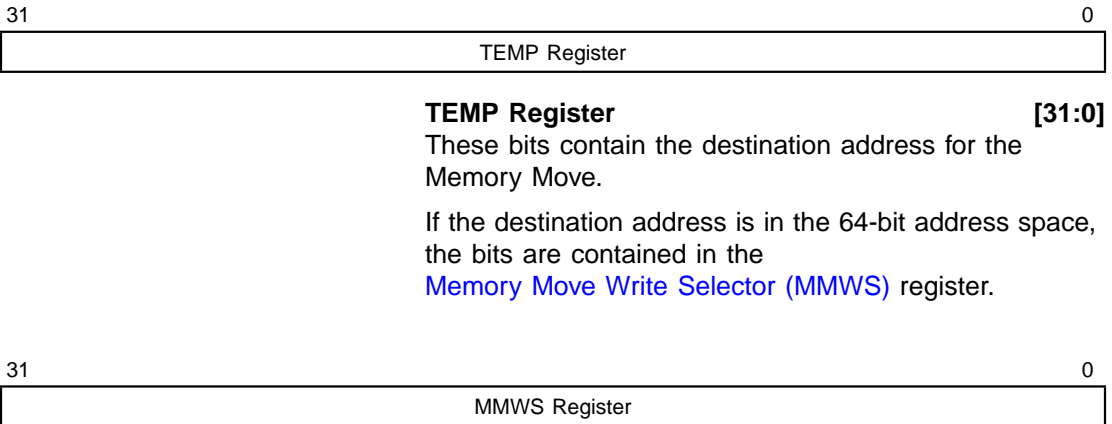 31 0
TEMP Register
TEMP Register [31:0]
These bits contain the destination address for the
Memory Move.
If the destination address is in the 64-bit address space,
the bits are contained in the
Memory Move Write Selector (MMWS) register.
31 0
MMWS Register